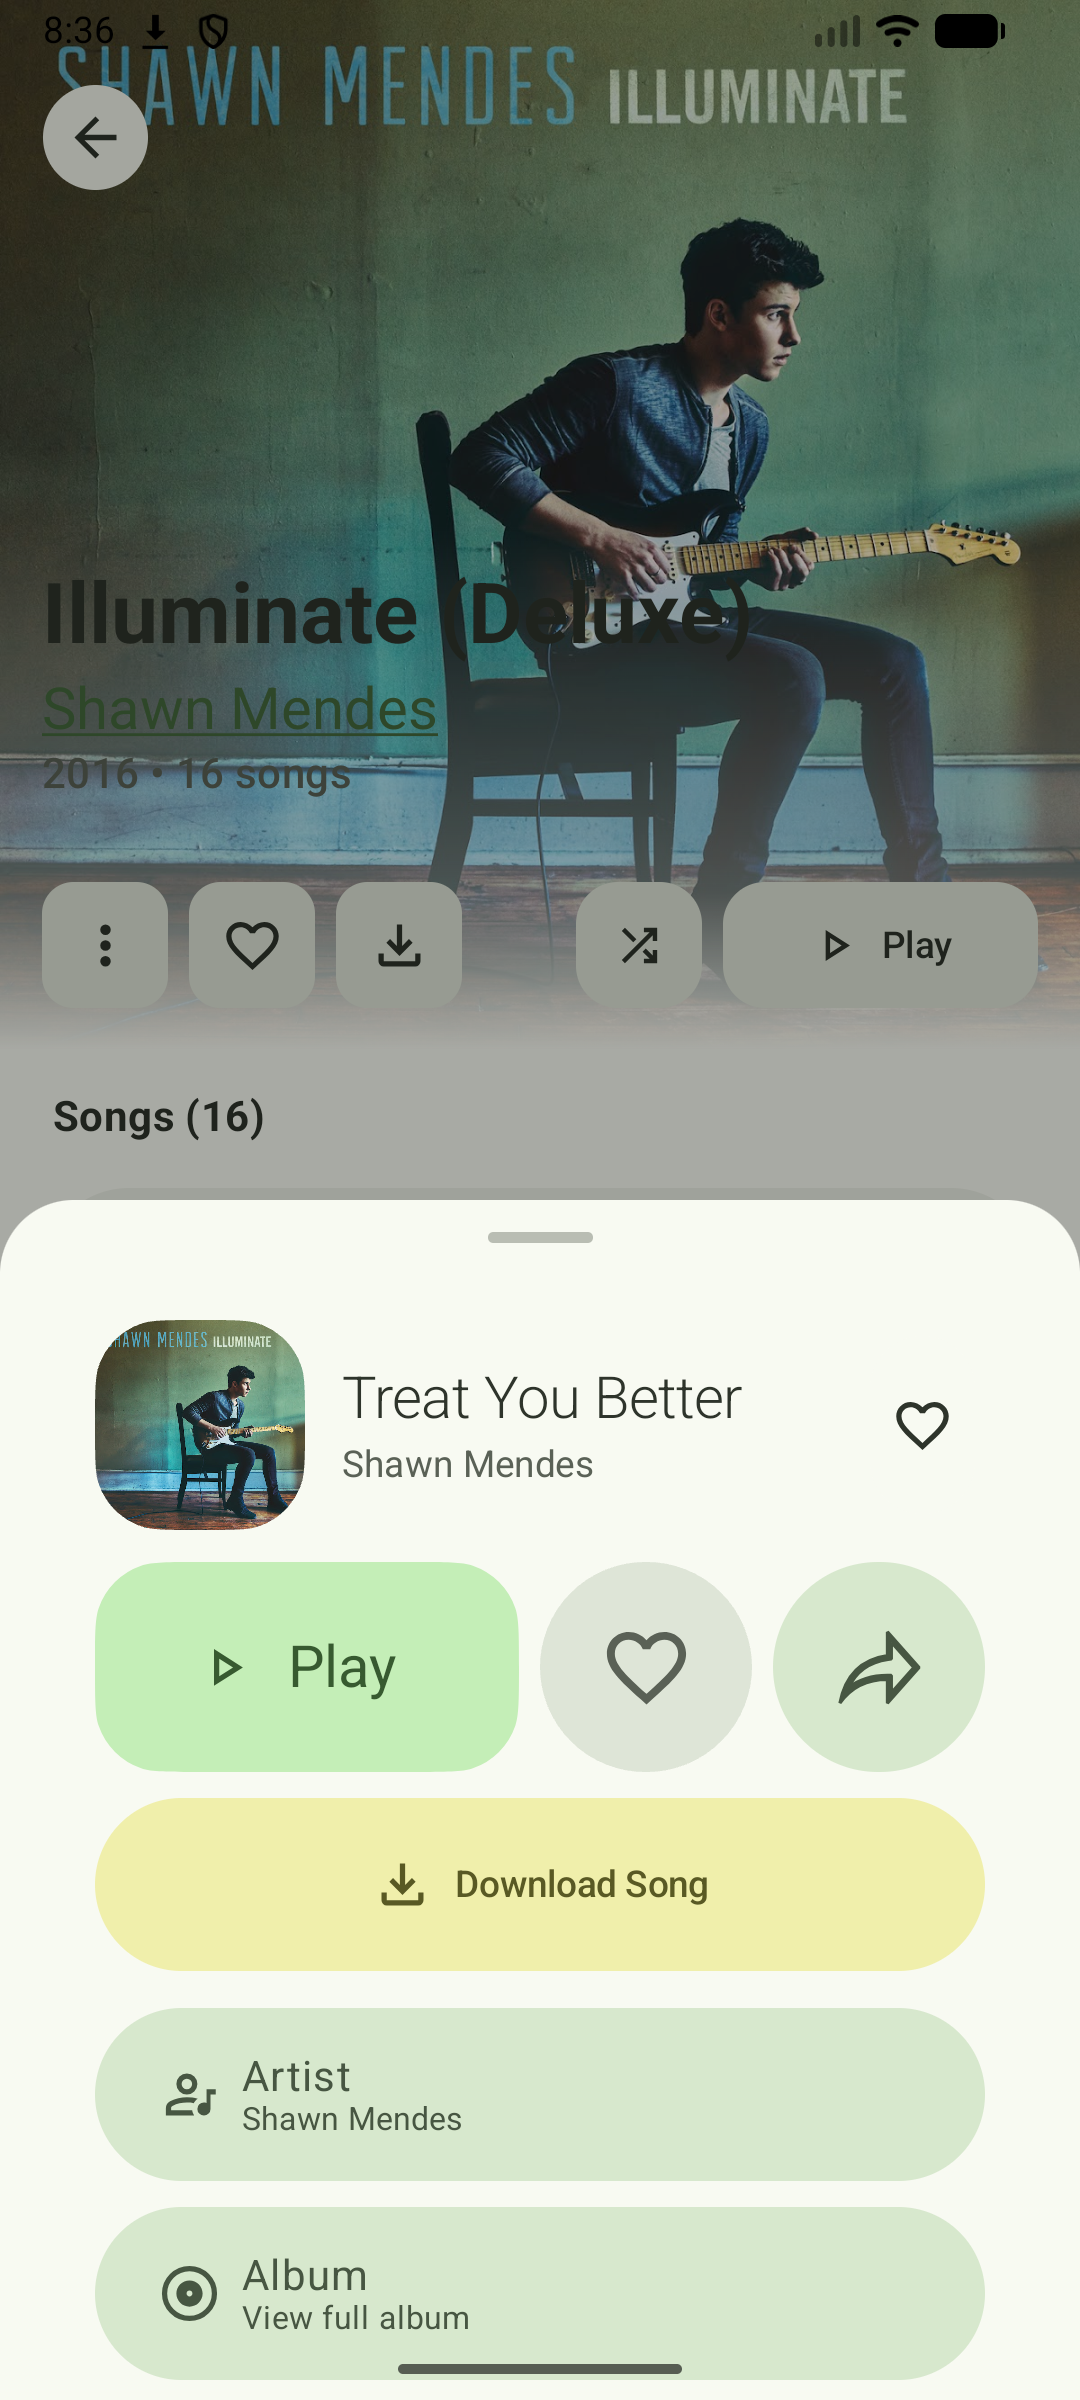 8:36
SHAWN MENDES ILLUMINATE
Illuminate (Deluxe)
Shawn Mendes
2016 • 16 songs
Play
Songs (16)
SHAWN MENDES ILLUMINATE
Treat You Better
Shawn Mendes
Play
Download Song
Artist
Shawn Mendes
Album
View full album